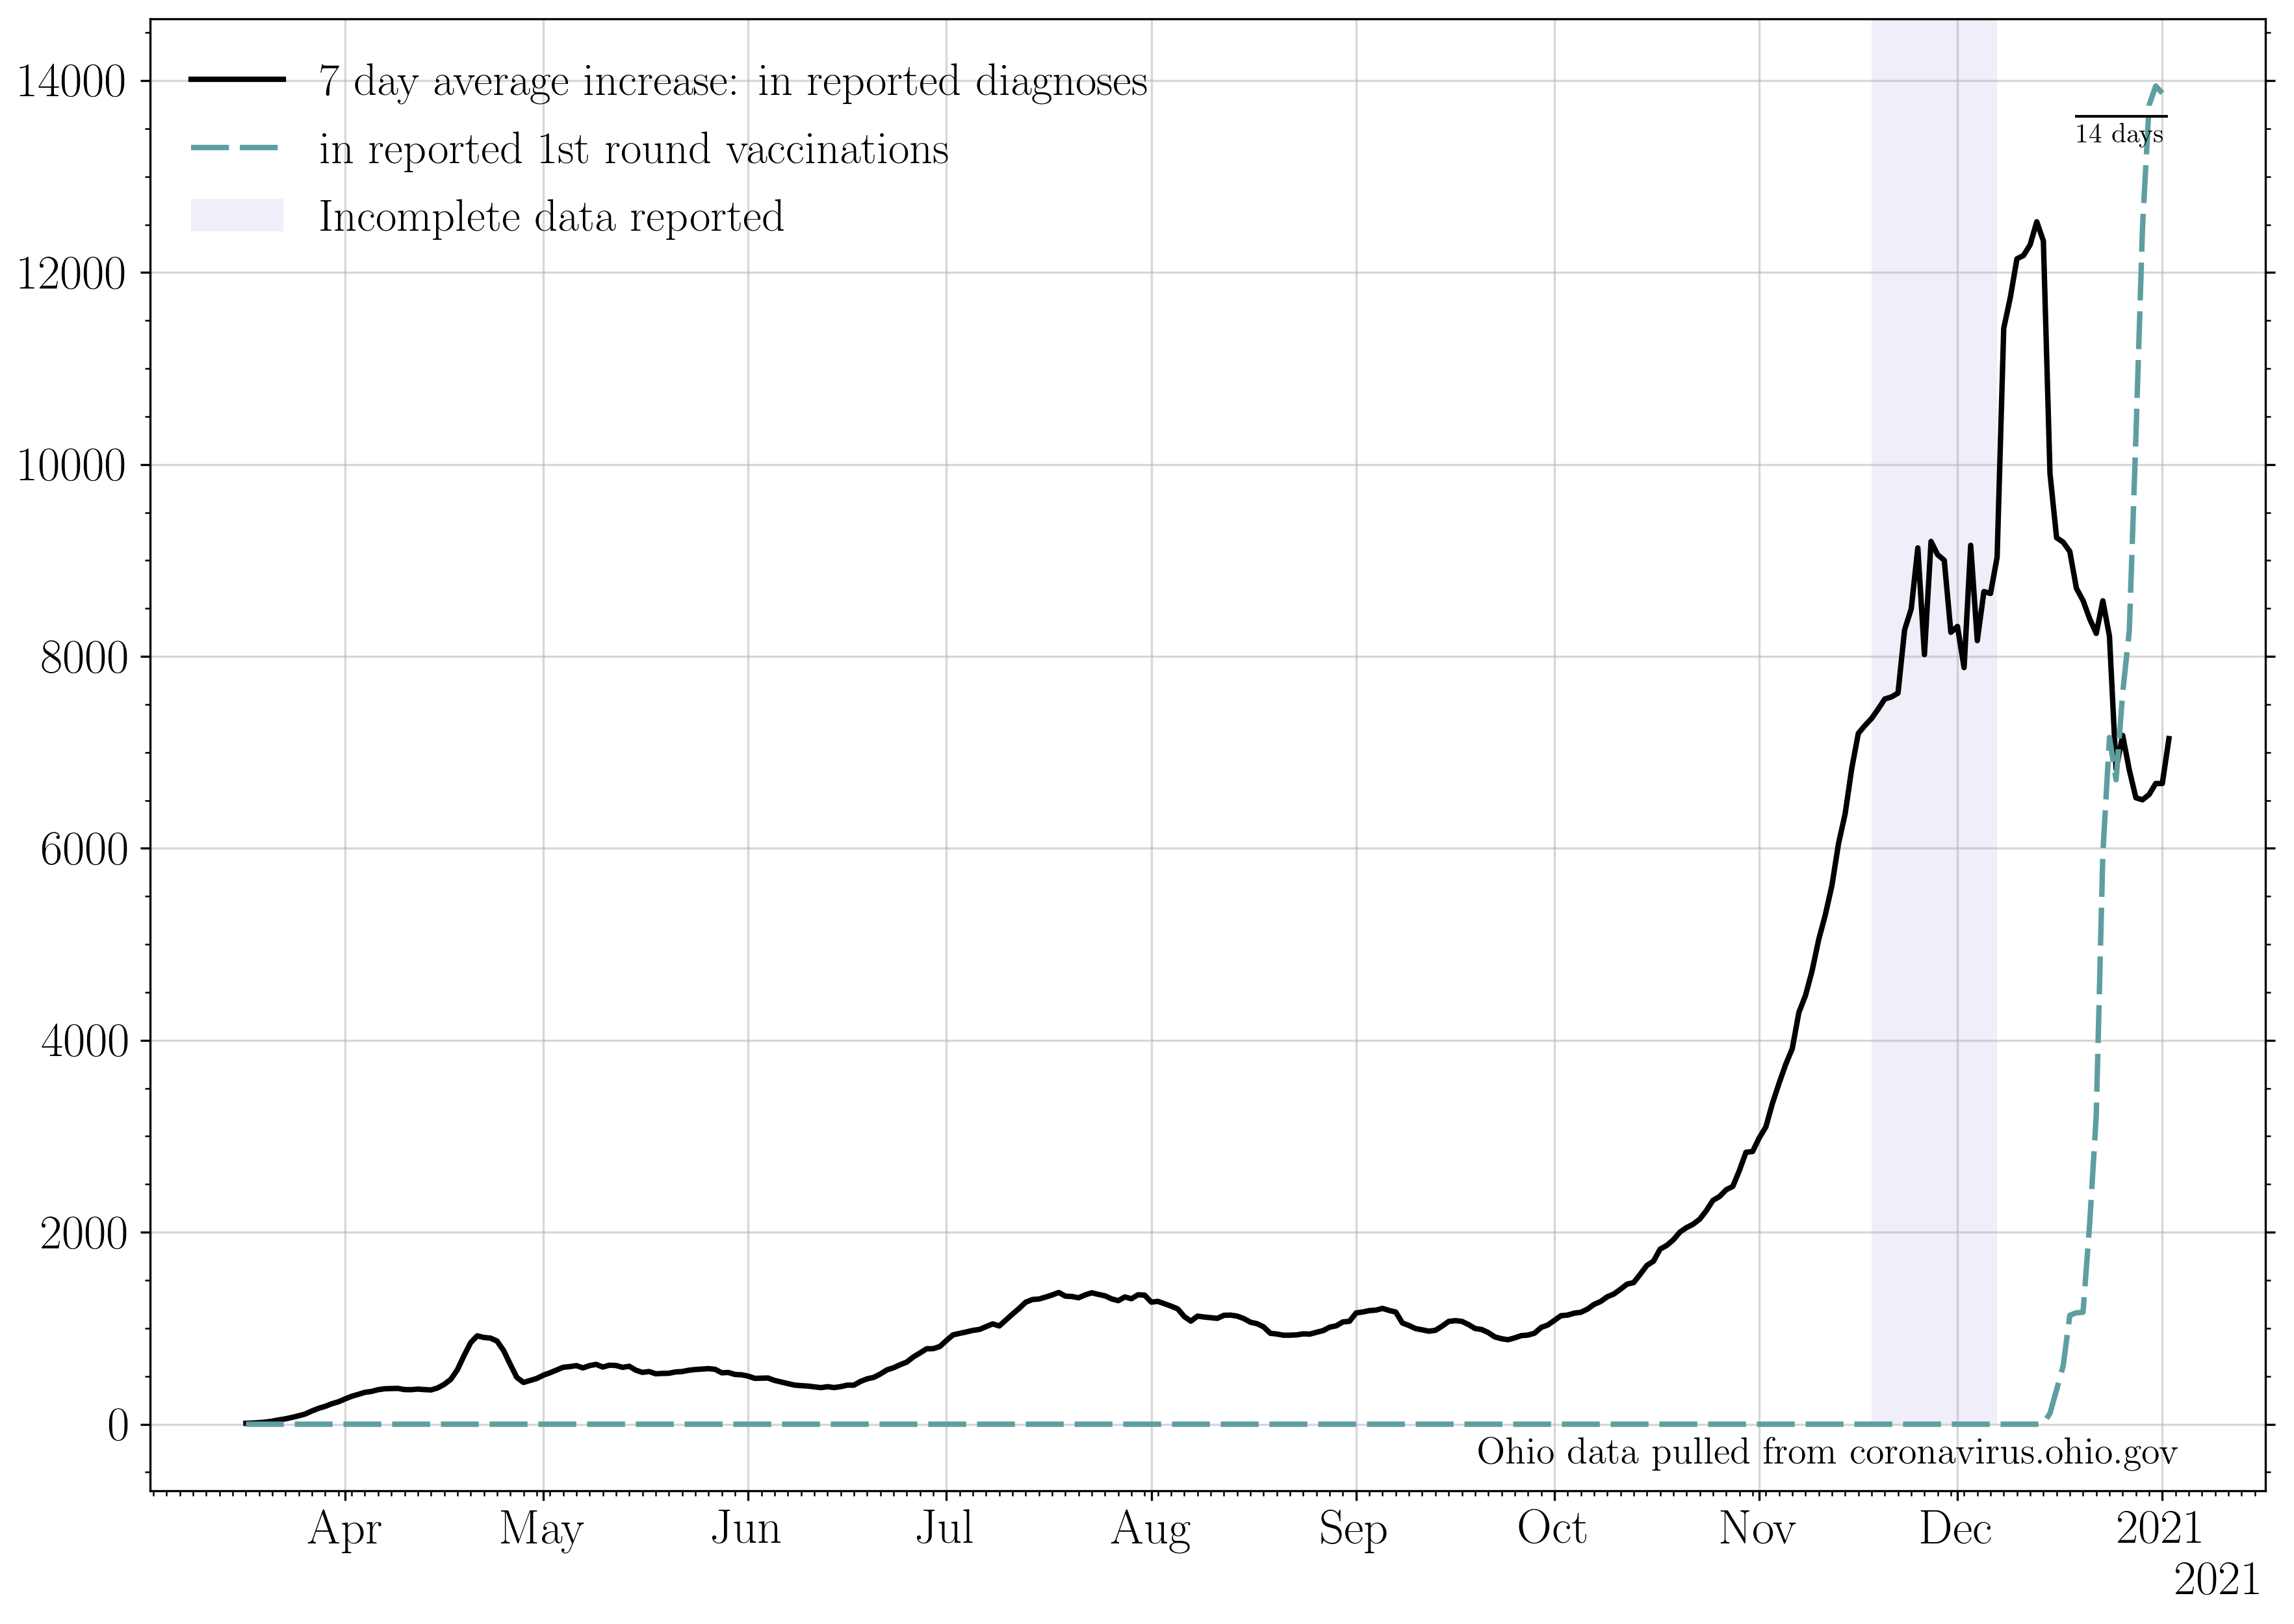 14000
12000
10000
8000
6000
4000
2000
0
7 day average increase: in reported diagnoses
in reported 1st round vaccinations
Incomplete data reported
14 days
Ohio data pulled from coronavirus.ohio.gov
Apr May Jun Jul Aug Sep Oct Nov Dec 2021
2021